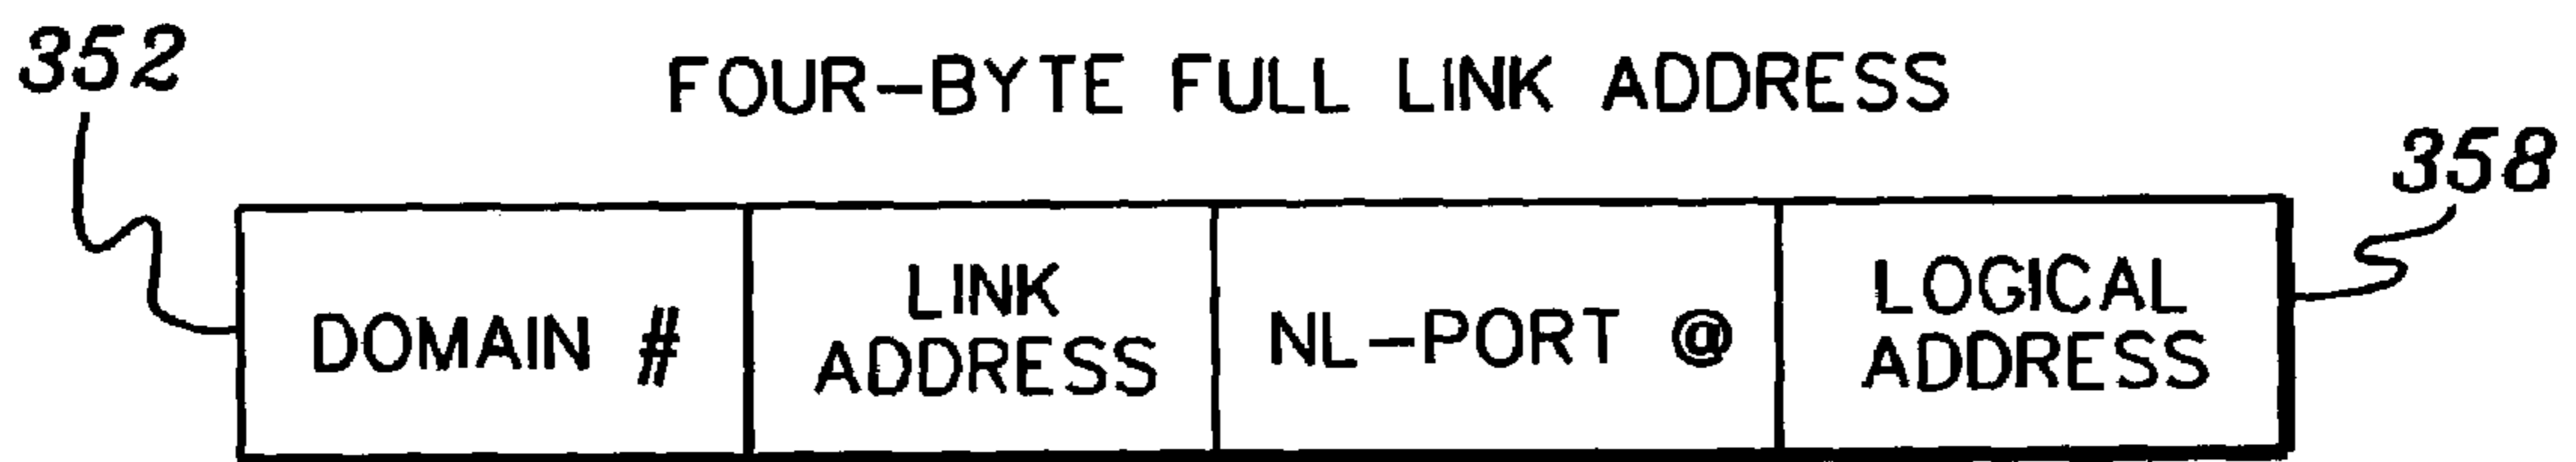 352
FOUR–BYTE FULL LINK ADDRESS
358
DOMAIN #
LINK
ADDRESS
NL–PORT @
LOGICAL
ADDRESS